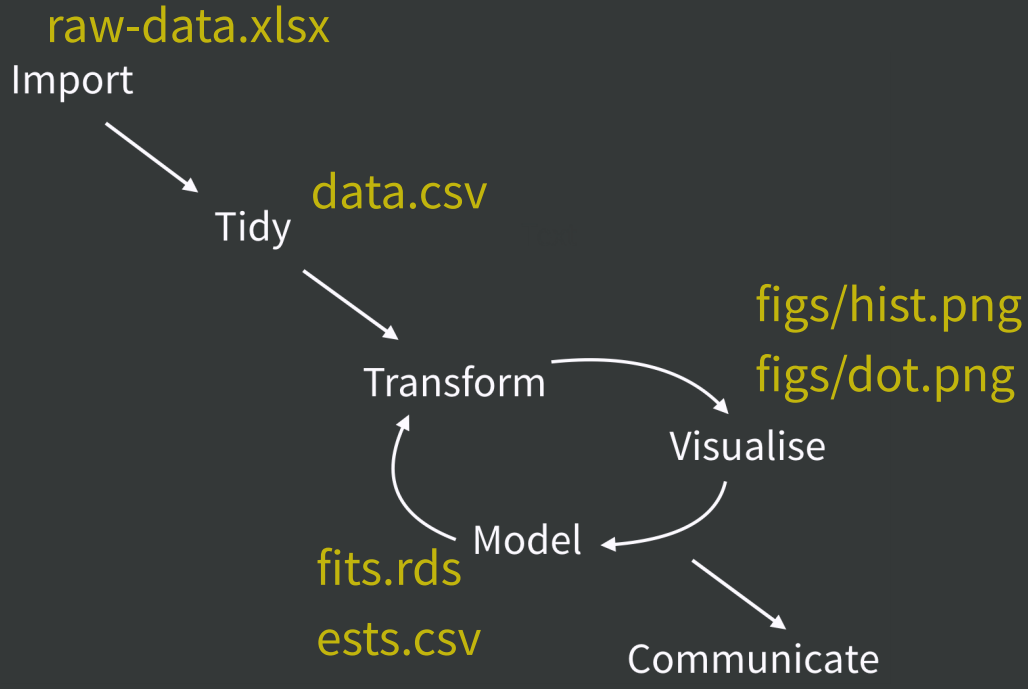 raw-data.xlsx
Import
data.csv
Tidy
figs/hist.png
figs/dot.png
Transform
Visualise
Model
fits.rds
ests.csv
Communicate